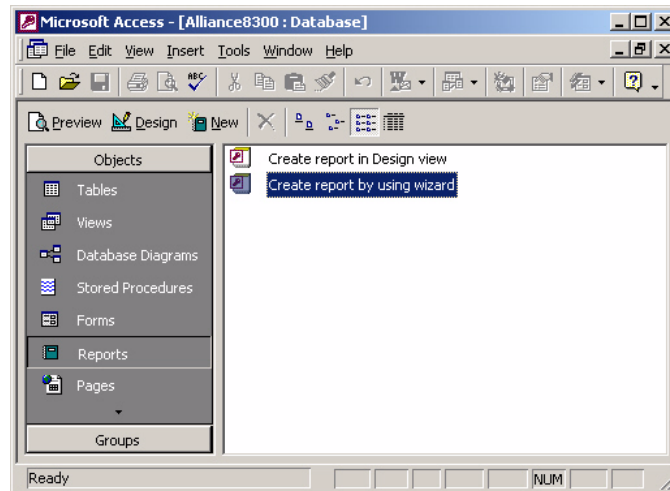 Microsoft Access - [Alliance8300 : Database]
File Edit View Insert Tools Window Help
ABC
Preview Design New
Objects
Tables
Views
Database Diagrams
Stored Procedures
Forms
Reports
Pages
Groups
Create report in Design view
Create report by using wizard
Ready
NUM